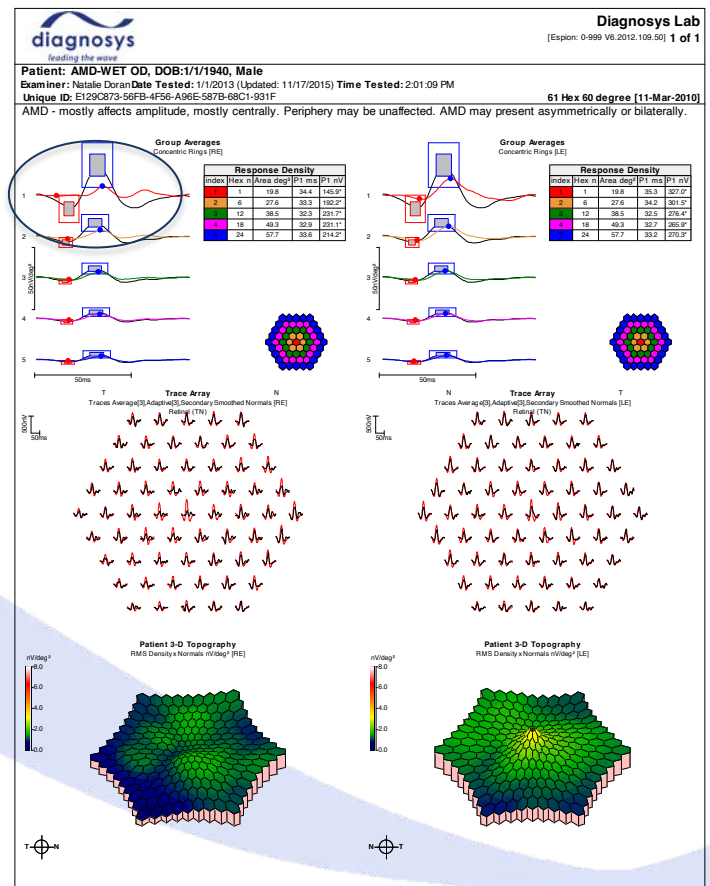 diagnosys
leading the wave
Diagnosys Lab
[Espion: 0-999 V6.2012.109.50] 1 of 1
Patient: AMD-WET OD, DOB:1/1/1940, Male
Examiner: Natalie Doran Date Tested: 1/1/2013 (Updated: 11/17/2015) Time Tested: 2:01:09 PM
Unique ID: E129C873-56FB-4F56-A96E-587B-68C1-931F 61 Hex 60 degree [11-Mar-2010]
AMD - mostly affects amplitude, mostly centrally. Periphery may be unaffected. AMD may present asymmetrically or bilaterally.
Group Averages
Concentric Rings [RE]
Response Density
index Hex n Area deg² P1 ms P1 nV
1 19.8 34.4 145.9*
6 27.6 33.3 192.2*
12 38.5 32.3 231.7*
4 18 49.3 32.9 231.1*
24 57.7 33.6 214.2*
1
2
3
4
5
50nV/deg²
50ms
Group Averages
Concentric Rings [LE]
Response Density
index Hex n Area deg² P1 ms P1 nV
1 19.8 35.3 327.0*
6 27.6 34.2 301.5*
12 38.5 32.5 276.4*
4 18 49.3 32.7 265.9*
24 57.7 33.2 270.3*
1
2
3
4
5
50nV/deg²
50ms
T Trace Array N
Traces Average[3],Adaptive[3],Secondary Smoothed Normals [RE]
Retinal (TN)
500nV
50ms
N Trace Array T
Traces Average[3],Adaptive[3],Secondary Smoothed Normals [LE]
Retinal (TN)
500nV
50ms
Patient 3-D Topography
RMS Density x Normals nV/deg² [RE]
nV/deg²
8.0
6.0
4.0
2.0
0.0
T N
Patient 3-D Topography
RMS Density x Normals nV/deg² [LE]
nV/deg²
8.0
6.0
4.0
2.0
0.0
N T